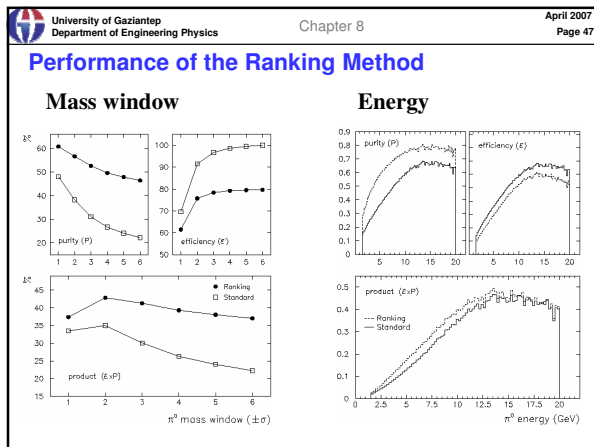 University of Gaziantep
Department of Engineering Physics
Chapter 8
April 2007
Page 47
Performance of the Ranking Method
Mass window
Energy
%
60
50
40
30
20
purity (P)
1 2 3 4 5 6
100
90
80
70
60
50
efficiency (ε)
1 2 3 4 5 6
%
45
40
35
30
25
20
15
Ranking
Standard
product (ε×P)
1 2 3 4 5 6
π° mass window (±σ)
0.9
0.8
0.7
0.6
0.5
0.4
0.3
0.2
0.1
0
purity (P)
5 10 15 20
efficiency (ε)
5 10 15 20
0.5
0.4
0.3
0.2
0.1
0
product (ε×P)
Ranking
Standard
0 2.5 5 7.5 10 12.5 15 17.5 20
π° energy (GeV)